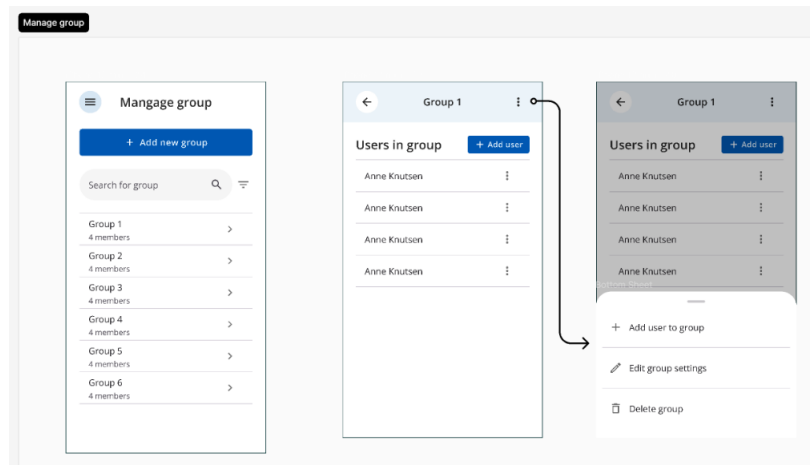 Manage group
Mangage group
+ Add new group
Search for group
Group 1
4 members
Group 2
4 members
Group 3
4 members
Group 4
4 members
Group 5
4 members
Group 6
4 members
Group 1
Users in group
+ Add user
Anne Knutsen
Anne Knutsen
Anne Knutsen
Anne Knutsen
Group 1
Users in group
+ Add user
Anne Knutsen
Anne Knutsen
Anne Knutsen
Anne Knutsen
Bottom Sheet
+ Add user to group
Edit group settings
Delete group